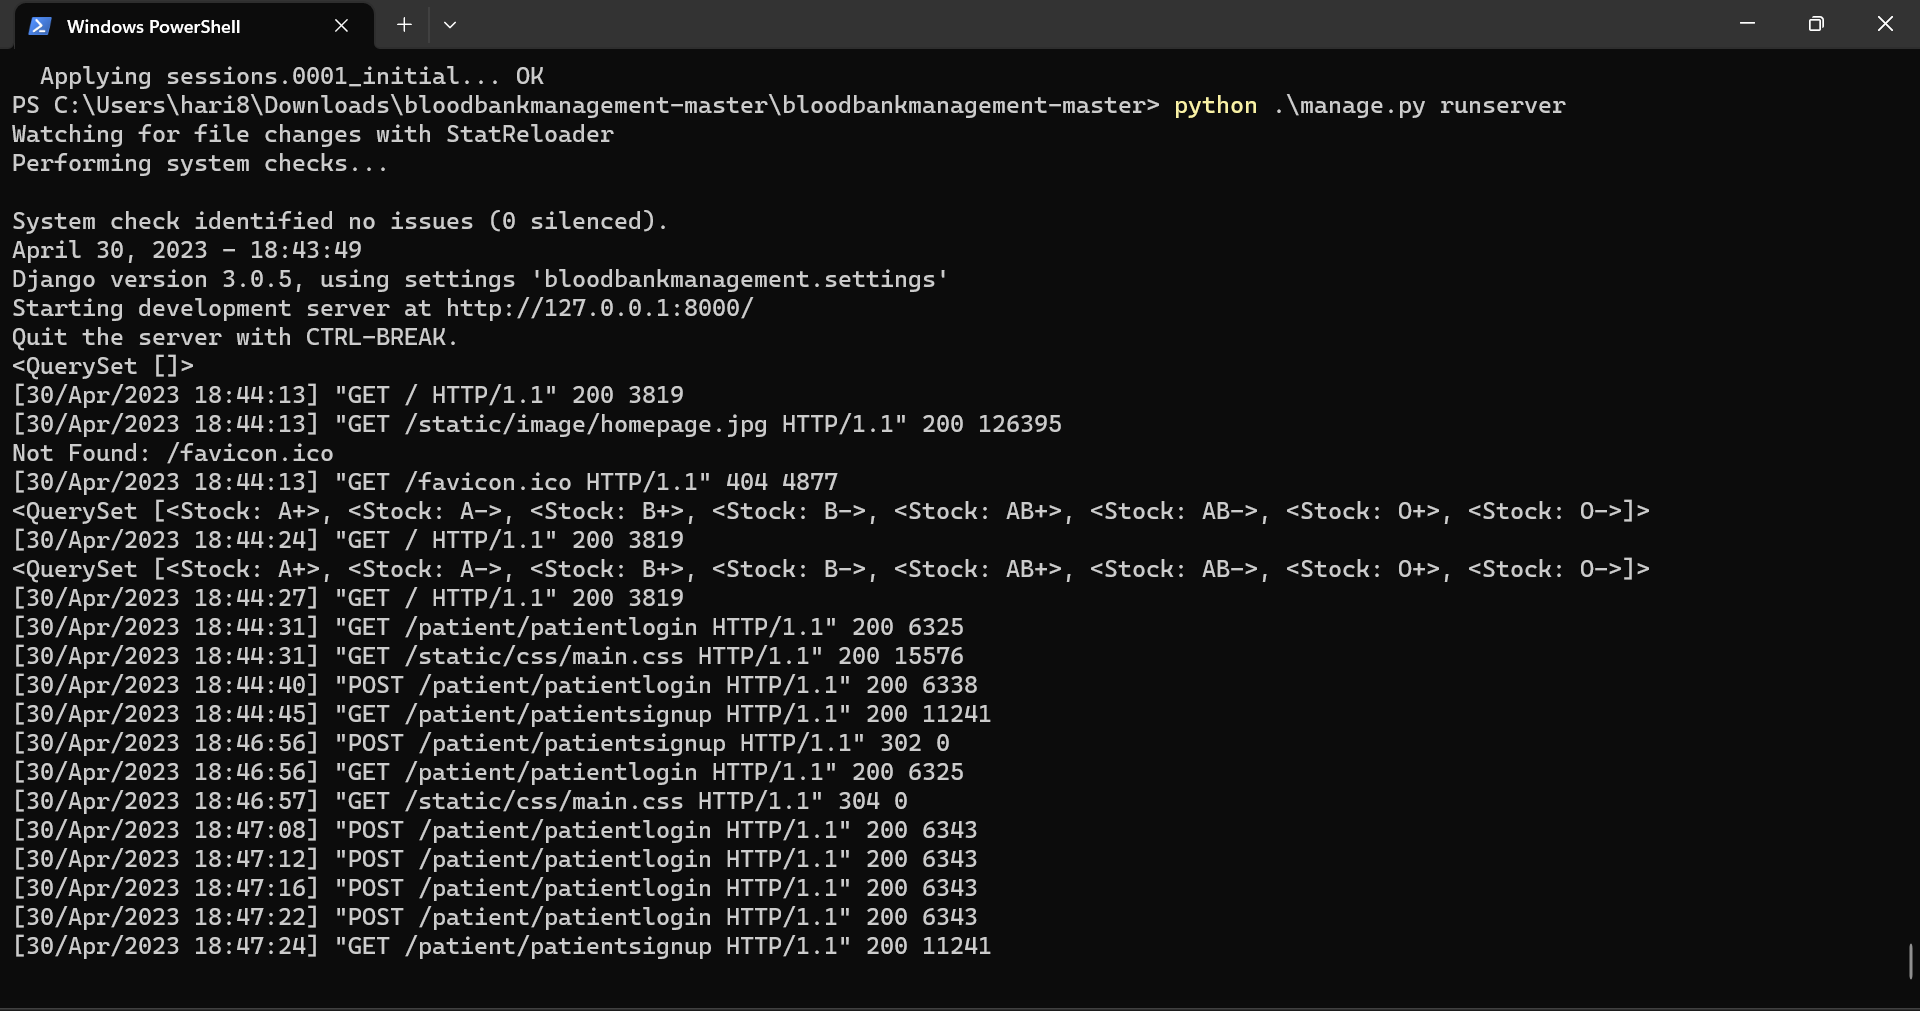 Windows PowerShell
Applying sessions.0001_initial... OK
PS C:\Users\hari8\Downloads\bloodbankmanagement-master\bloodbankmanagement-master> python .\manage.py runserver
Watching for file changes with StatReloader
Performing system checks...
System check identified no issues (0 silenced).
April 30, 2023 - 18:43:49
Django version 3.0.5, using settings 'bloodbankmanagement.settings'
Starting development server at http://127.0.0.1:8000/
Quit the server with CTRL-BREAK.
<QuerySet []>
[30/Apr/2023 18:44:13] "GET / HTTP/1.1" 200 3819
[30/Apr/2023 18:44:13] "GET /static/image/homepage.jpg HTTP/1.1" 200 126395
Not Found: /favicon.ico
[30/Apr/2023 18:44:13] "GET /favicon.ico HTTP/1.1" 404 4877
<QuerySet [<Stock: A+>, <Stock: A->, <Stock: B+>, <Stock: B->, <Stock: AB+>, <Stock: AB->, <Stock: O+>, <Stock: O->]>
[30/Apr/2023 18:44:24] "GET / HTTP/1.1" 200 3819
<QuerySet [<Stock: A+>, <Stock: A->, <Stock: B+>, <Stock: B->, <Stock: AB+>, <Stock: AB->, <Stock: O+>, <Stock: O->]>
[30/Apr/2023 18:44:27] "GET / HTTP/1.1" 200 3819
[30/Apr/2023 18:44:31] "GET /patient/patientlogin HTTP/1.1" 200 6325
[30/Apr/2023 18:44:31] "GET /static/css/main.css HTTP/1.1" 200 15576
[30/Apr/2023 18:44:40] "POST /patient/patientlogin HTTP/1.1" 200 6338
[30/Apr/2023 18:44:45] "GET /patient/patientsignup HTTP/1.1" 200 11241
[30/Apr/2023 18:46:56] "POST /patient/patientsignup HTTP/1.1" 302 0
[30/Apr/2023 18:46:56] "GET /patient/patientlogin HTTP/1.1" 200 6325
[30/Apr/2023 18:46:57] "GET /static/css/main.css HTTP/1.1" 304 0
[30/Apr/2023 18:47:08] "POST /patient/patientlogin HTTP/1.1" 200 6343
[30/Apr/2023 18:47:12] "POST /patient/patientlogin HTTP/1.1" 200 6343
[30/Apr/2023 18:47:16] "POST /patient/patientlogin HTTP/1.1" 200 6343
[30/Apr/2023 18:47:22] "POST /patient/patientlogin HTTP/1.1" 200 6343
[30/Apr/2023 18:47:24] "GET /patient/patientsignup HTTP/1.1" 200 11241